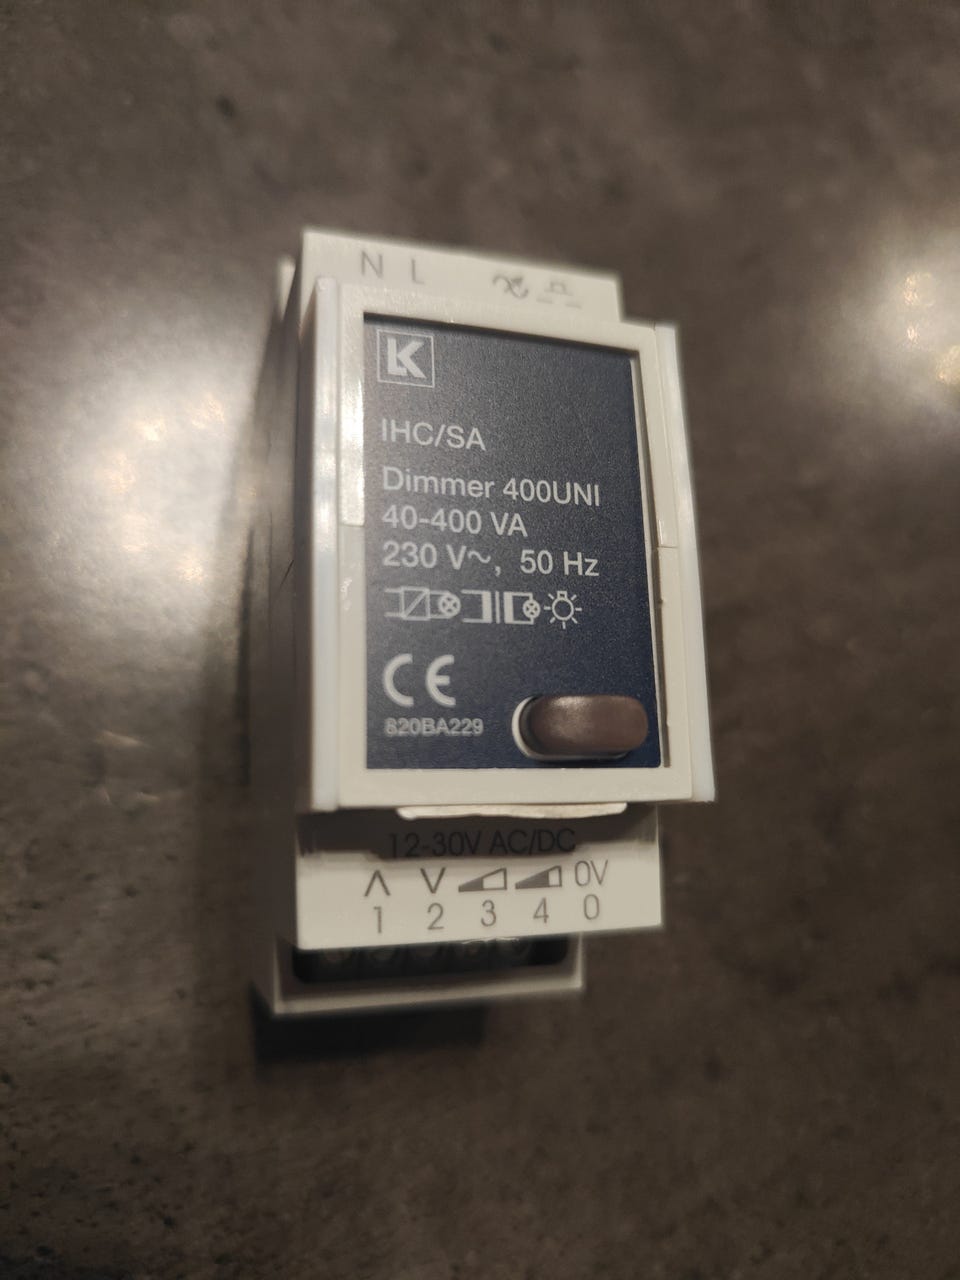 N L
LK
IHC/SA
Dimmer 400UNI
40-400 VA
230 V~, 50 Hz
CE
820BA229
12-30V AC/DC
0V
1 2 3 4 0